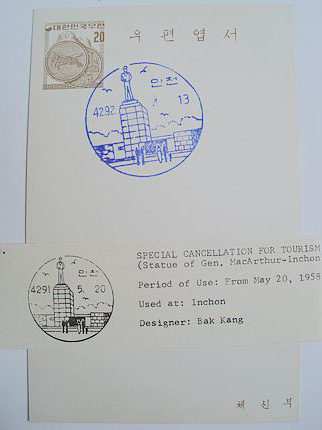 대한민국우편
20
우편엽서
인천
4292 13
SPECIAL CANCELLATION FOR TOURISM
(Statue of Gen. MacArthur-Inchon
Period of Use: From May 20, 1958
Used at: Inchon
Designer: Bak Kang
인천
4291 5. 20
체신부